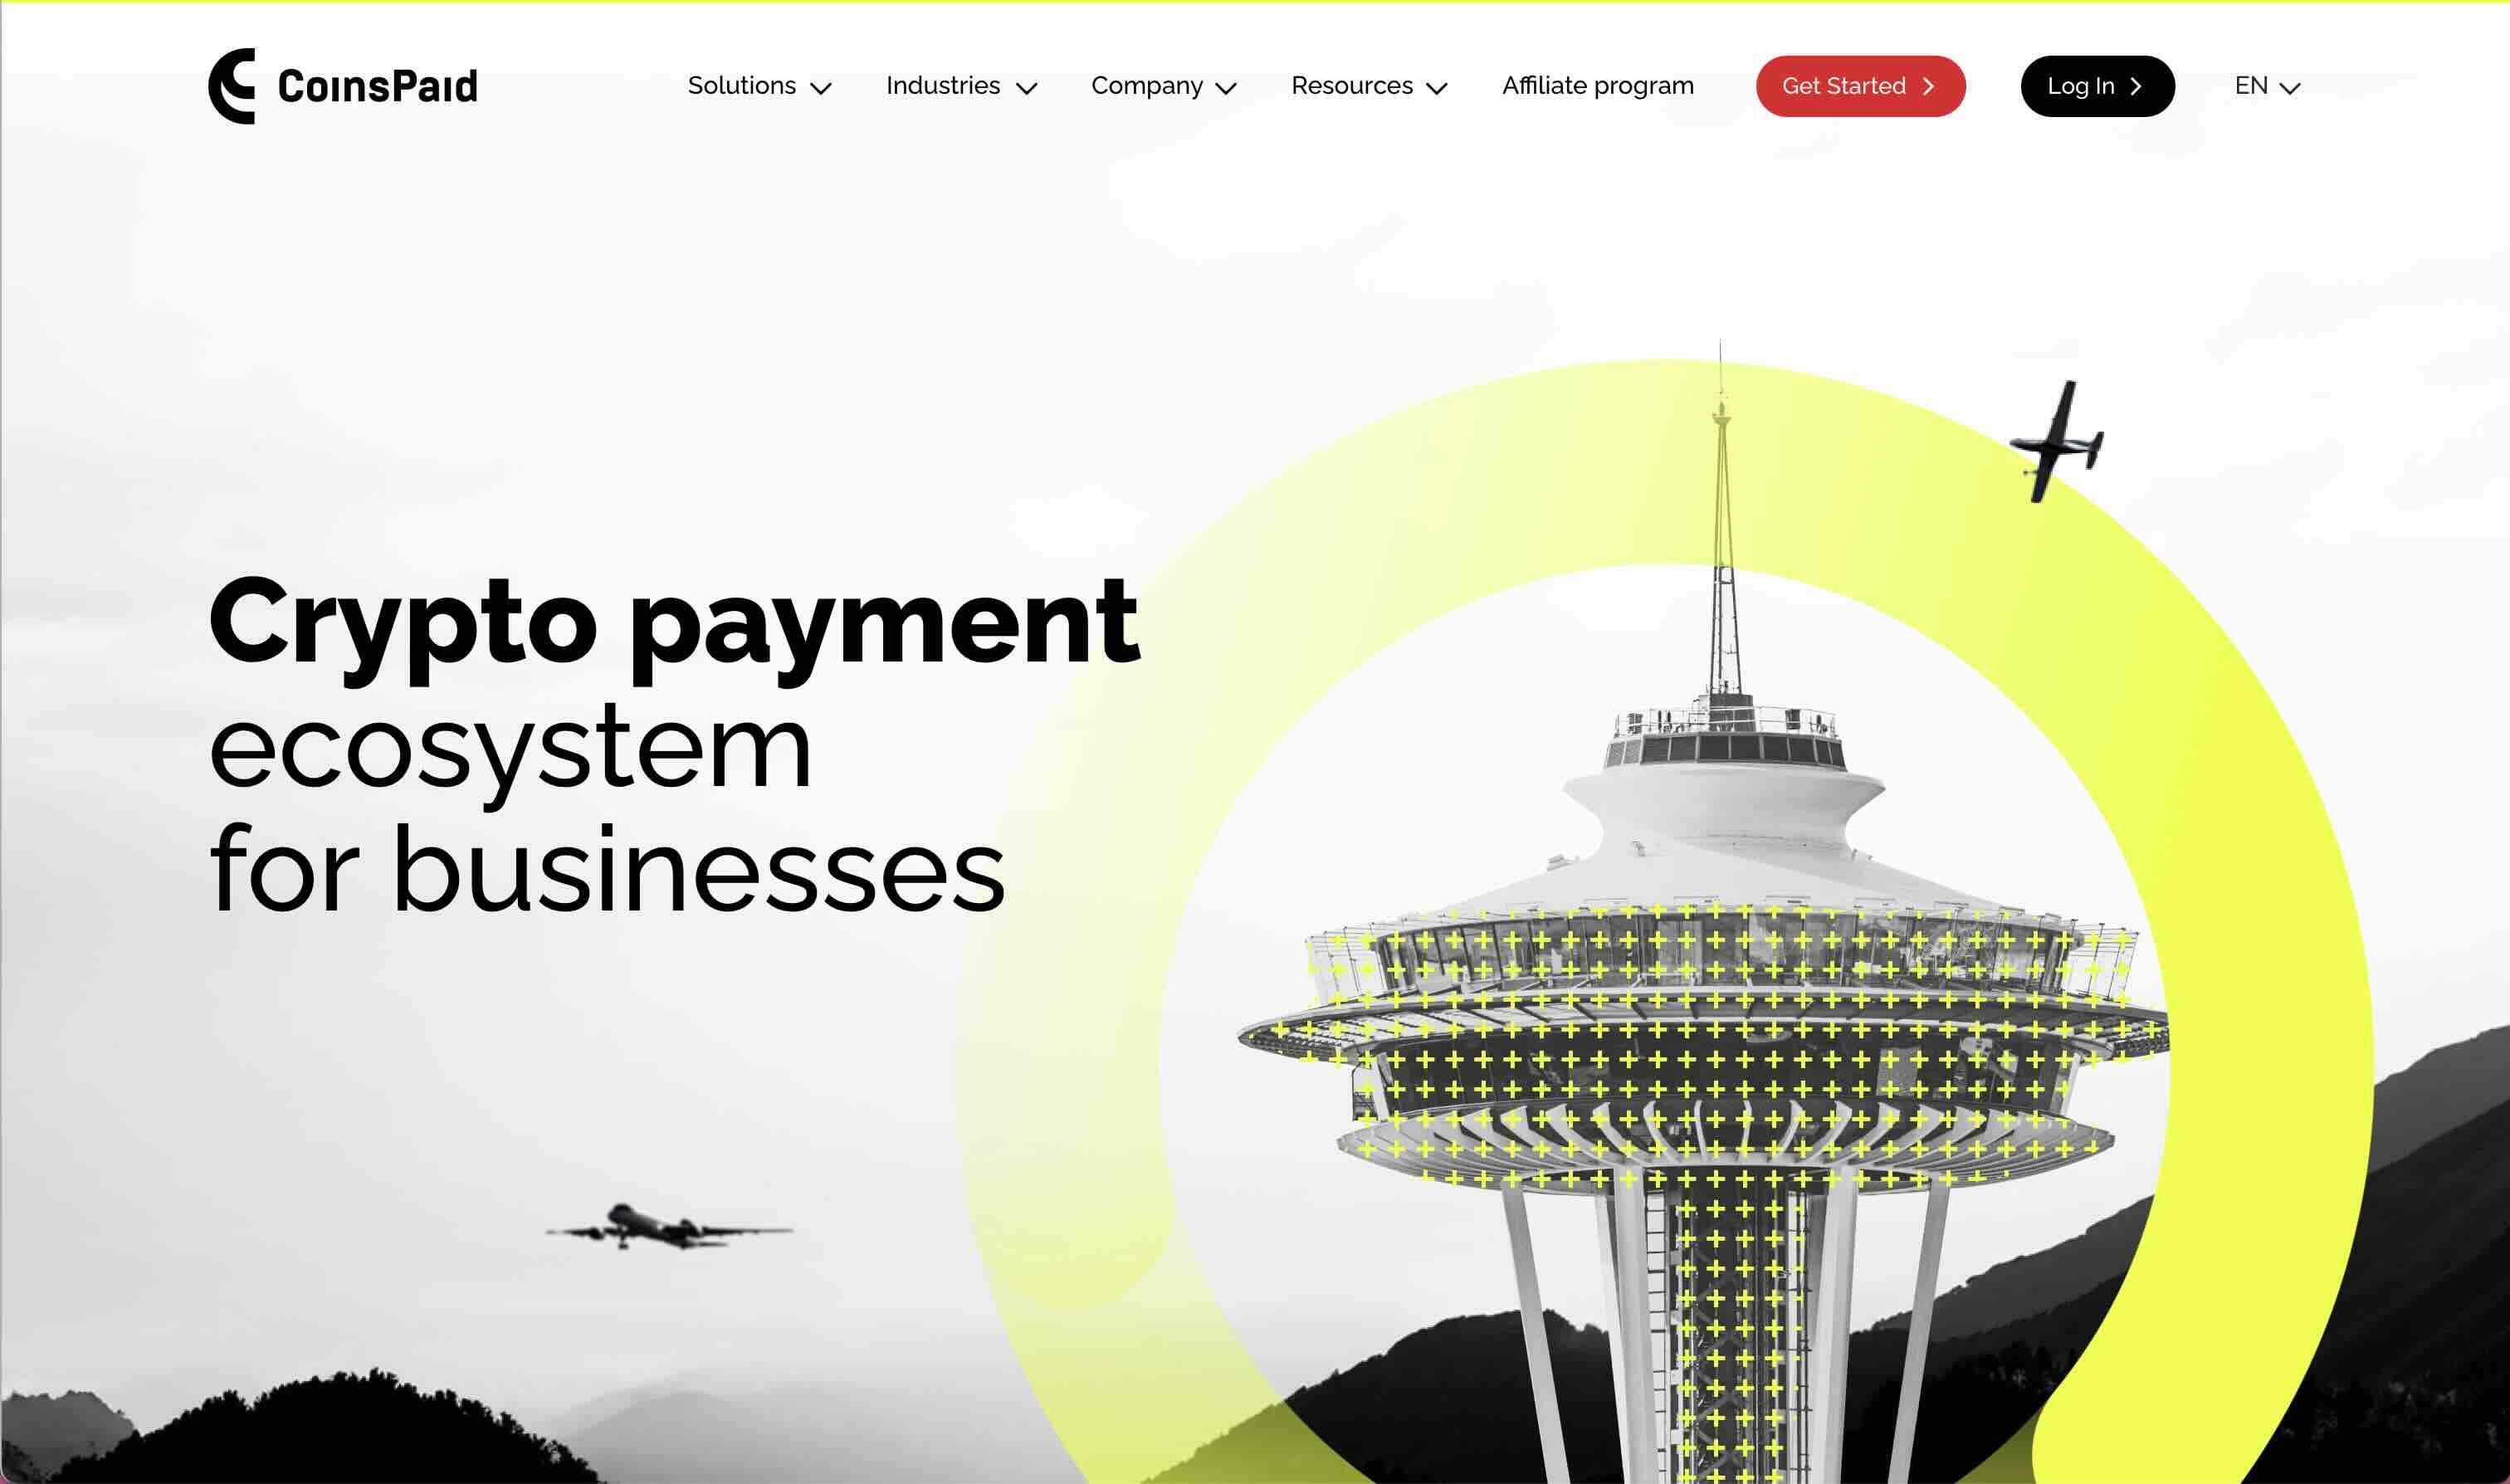 CoinsPaid
Solutions
Industries
Company
Resources
Affiliate program
Get Started
Log In
EN
Crypto payment
ecosystem
for businesses